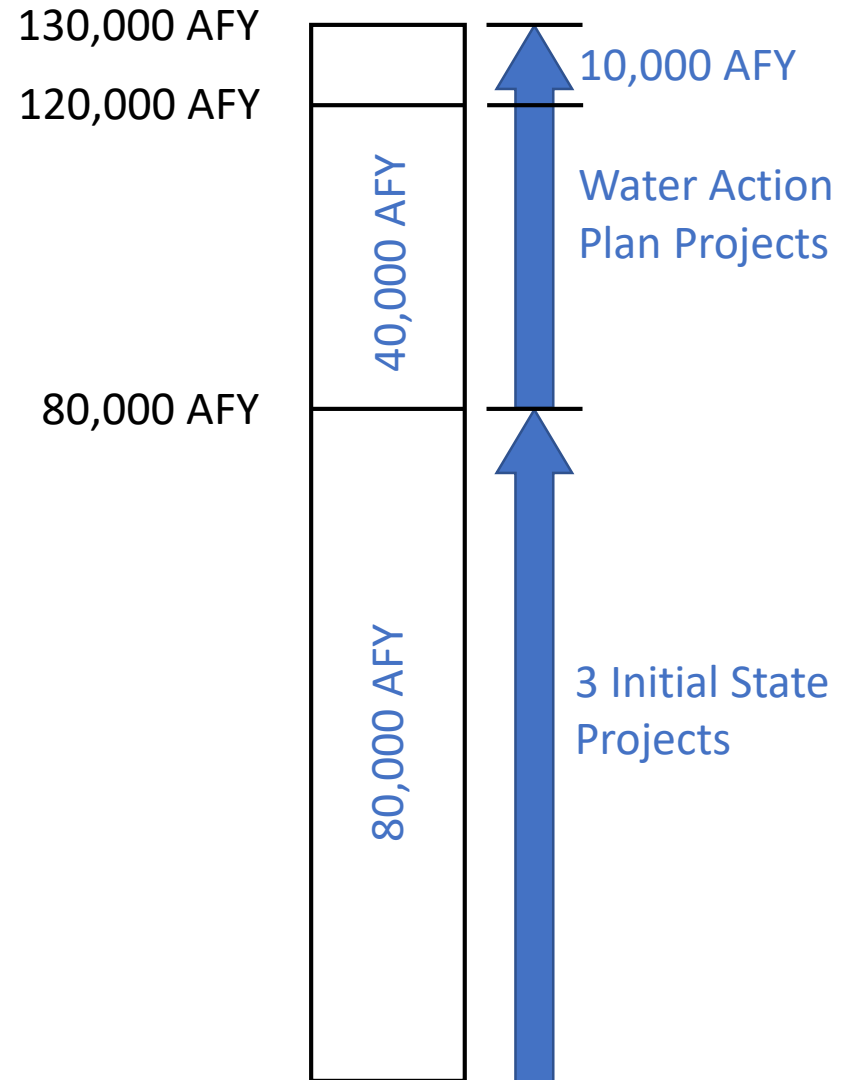 130,000 AFY
10,000 AFY
120,000 AFY
40,000 AFY
Water Action
Plan Projects
80,000 AFY
80,000 AFY
3 Initial State
Projects